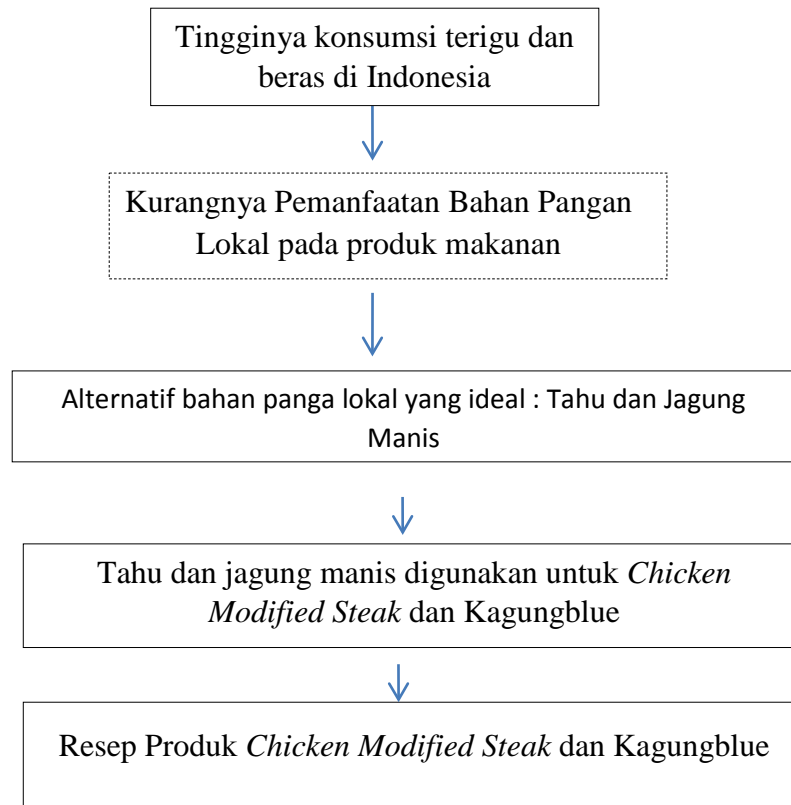 Tingginya konsumsi terigu dan
beras di Indonesia
Kurangnya Pemanfaatan Bahan Pangan
Lokal pada produk makanan
Alternatif bahan panga lokal yang ideal : Tahu dan Jagung
Manis
Tahu dan jagung manis digunakan untuk Chicken
Modified Steak dan Kagungblue
Resep Produk Chicken Modified Steak dan Kagungblue